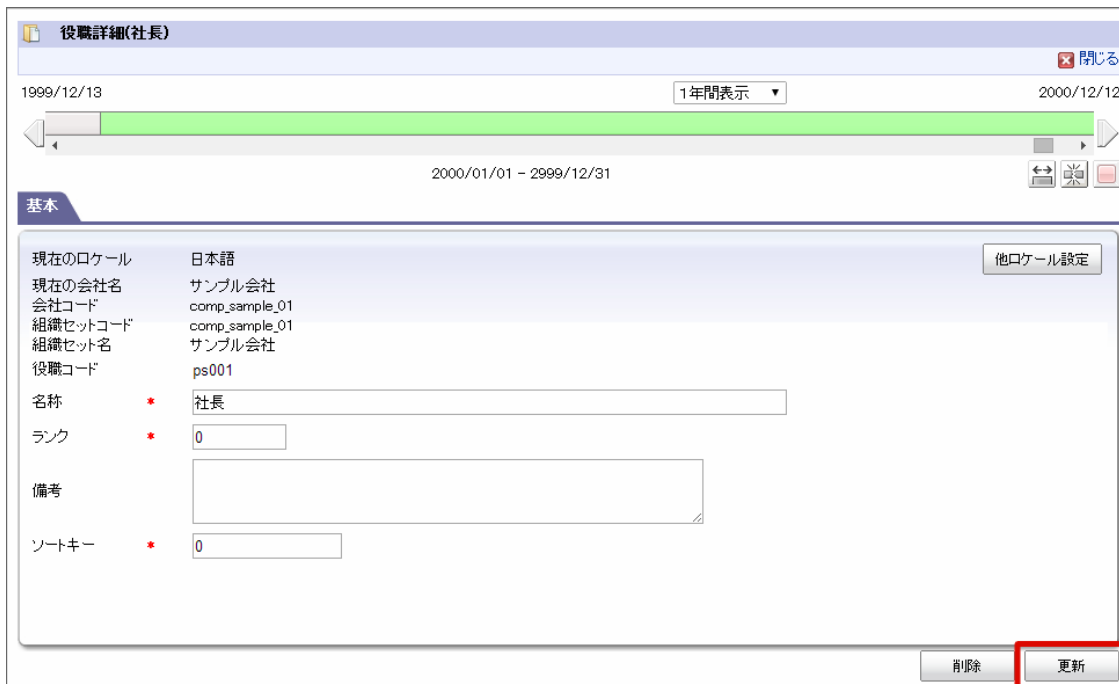 役職詳細(社長)
閉じる
1999/12/13 1年間表示 2000/12/12
2000/01/01 - 2999/12/31
基本
現在のロケール 日本語 他ロケール設定
現在の会社名 サンプル会社
会社コード comp_sample_01
組織セットコード comp_sample_01
組織セット名 サンプル会社
役職コード ps001
名称 * 社長
ランク * 0
備考
ソートキー * 0
削除 更新